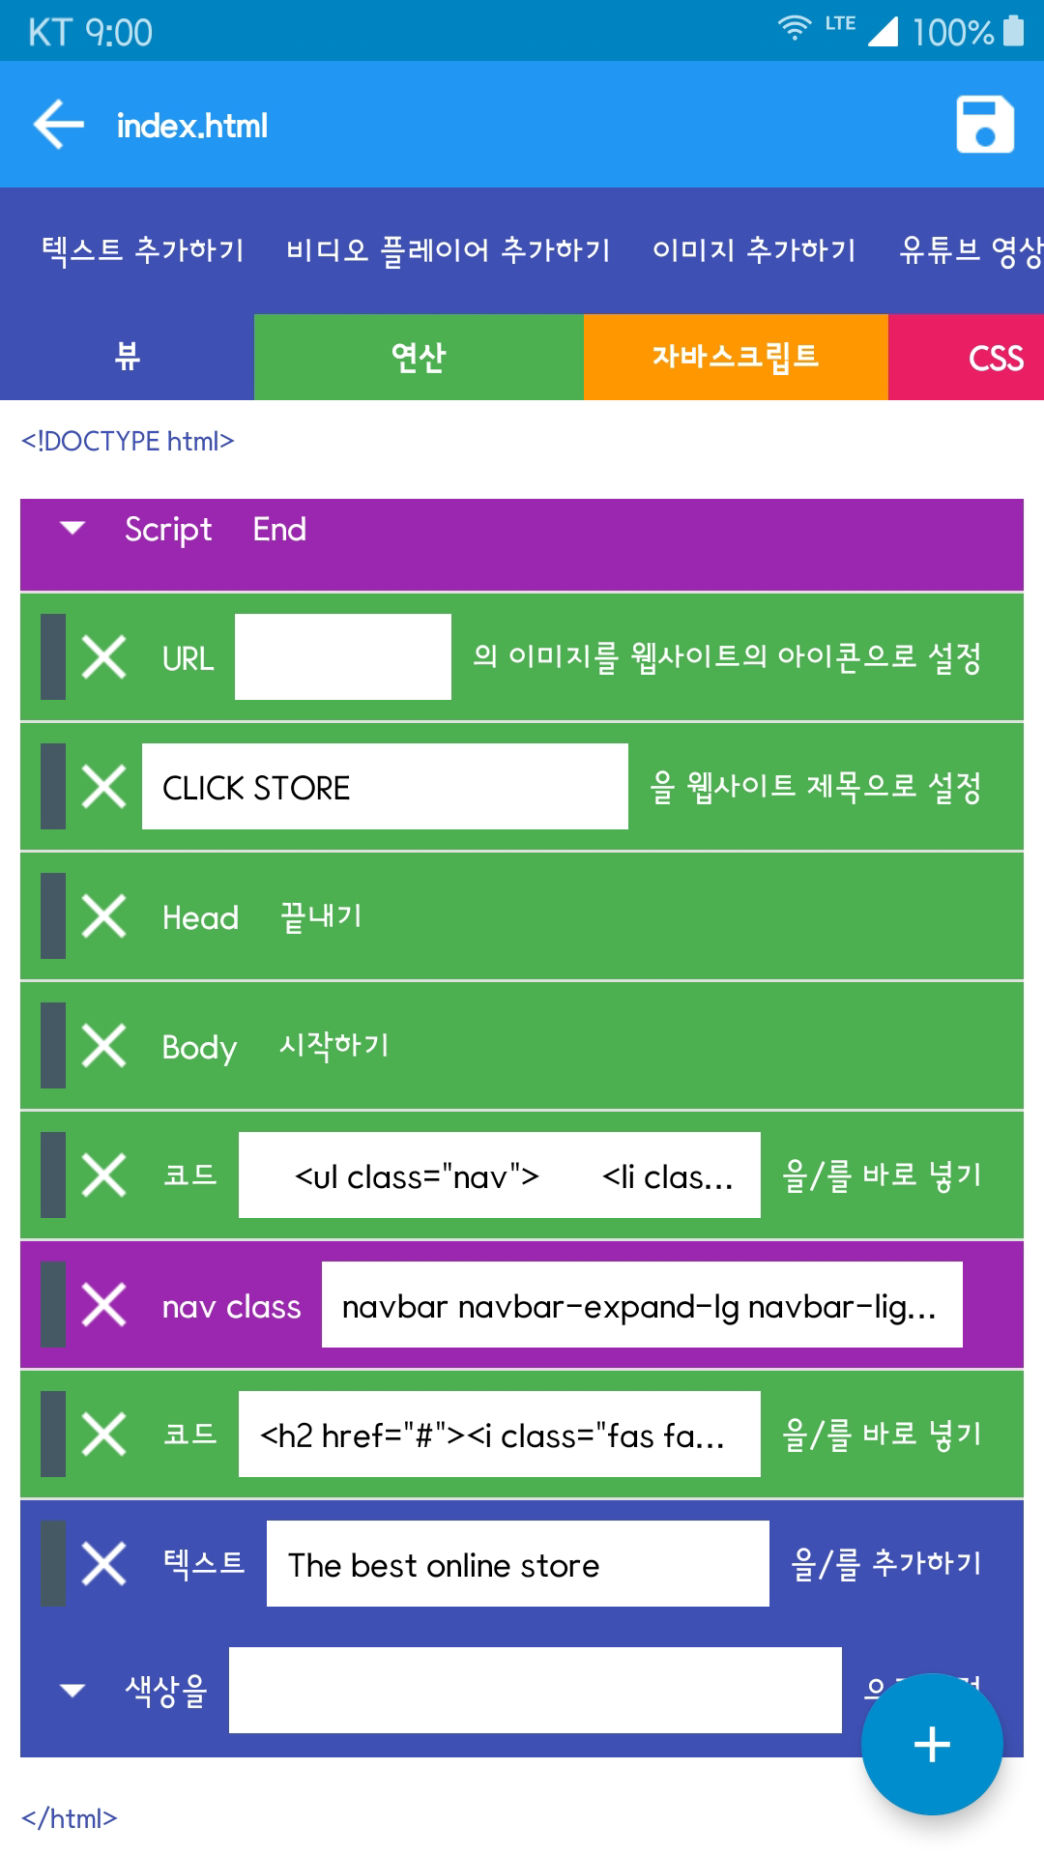 KT 9:00 LTE 100%
index.html
텍스트 추가하기 비디오 플레이어 추가하기 이미지 추가하기 유튜브 영상
뷰 연산 자바스크립트 CSS
<!DOCTYPE html>
Script End
URL 의 이미지를 웹사이트의 아이콘으로 설정
CLICK STORE 을 웹사이트 제목으로 설정
Head 끝내기
Body 시작하기
코드 <ul class="nav"> <li clas... 을/를 바로 넣기
nav class navbar navbar-expand-lg navbar-lig...
코드 <h2 href="#"><i class="fas fa... 을/를 바로 넣기
텍스트 The best online store 을/를 추가하기
색상을
</html>